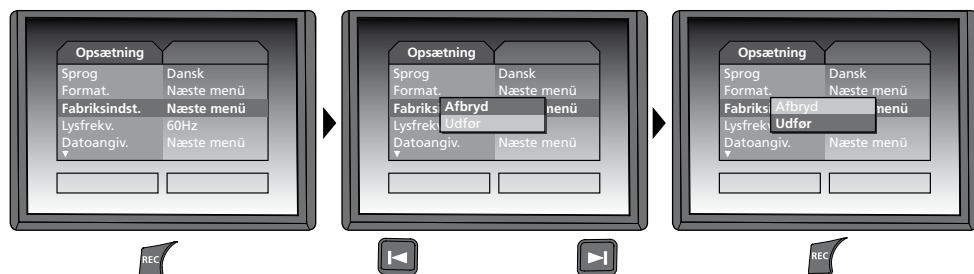 Opsætning
Sprog Dansk
Format. Næste menü
Fabriksindst. Næste menü
Lysfrekv. 60Hz
Datoangiv. Næste menü
REC
Opsætning
Sprog Dansk
Format. Næste menü
Fabriksi Afbryd menü
Lysfrekv Udfør
Datoangiv. Næste menü
Opsætning
Sprog Dansk
Format. Næste menü
Fabriksi Afbryd menü
Lysfrekv Udfør
Datoangiv. Næste menü
REC